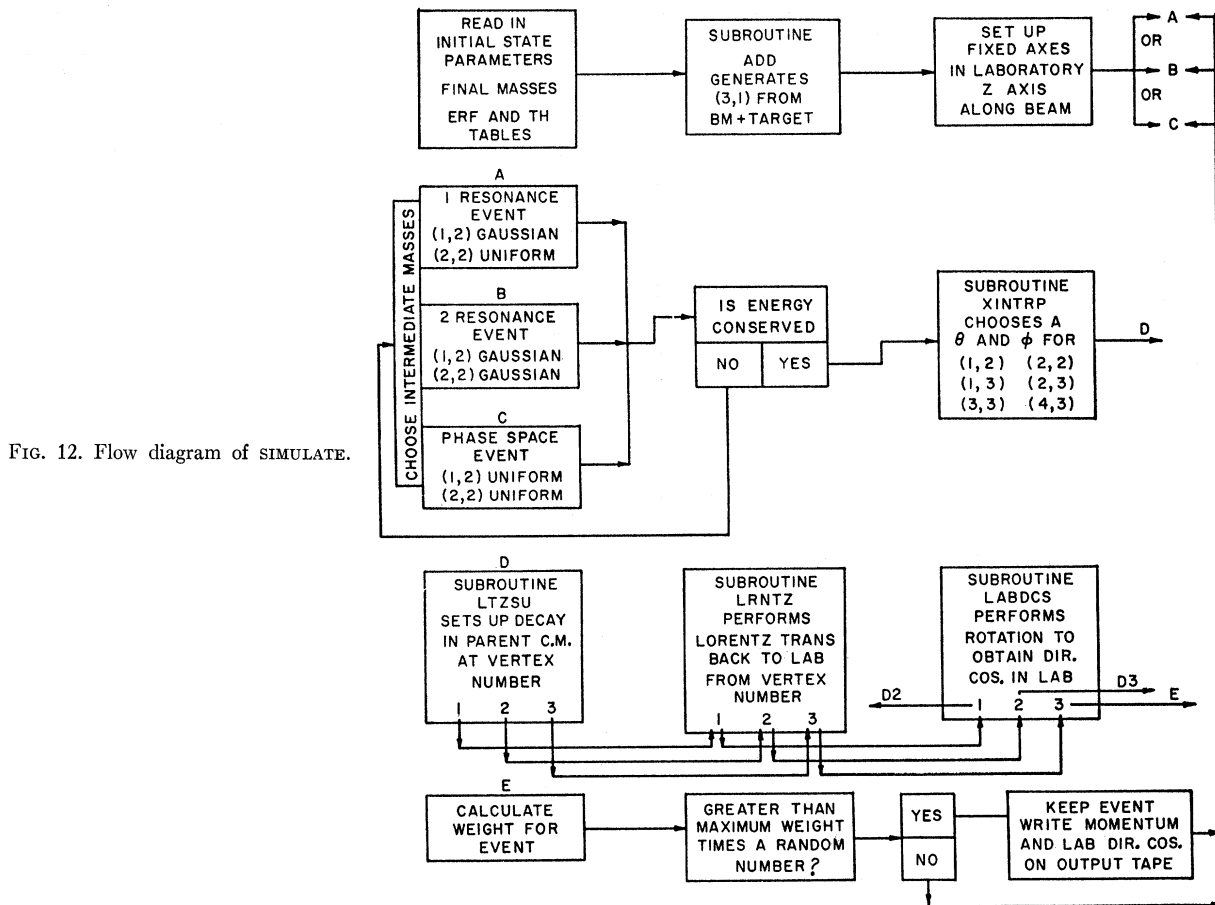 READ IN
INITIAL STATE
PARAMETERS
FINAL MASSES
ERF AND TH
TABLES
SUBROUTINE
ADD
GENERATES
(3,1) FROM
BM+TARGET
SET UP
FIXED AXES
IN LABORATORY
Z AXIS
ALONG BEAM
A
OR
B
OR
C
CHOOSE INTERMEDIATE MASSES
A
1 RESONANCE
EVENT
(1,2) GAUSSIAN
(2,2) UNIFORM
B
2 RESONANCE
EVENT
(1,2) GAUSSIAN
(2,2) GAUSSIAN
C
PHASE SPACE
EVENT
(1,2) UNIFORM
(2,2) UNIFORM
IS ENERGY
CONSERVED
NO YES
SUBROUTINE
XINTRP
CHOOSES A
θ AND ϕ FOR
(1,2) (2,2)
(1,3) (2,3)
(3,3) (4,3)
D
FIG. 12. Flow diagram of SIMULATE.
D
SUBROUTINE
LTZSU
SETS UP DECAY
IN PARENT C.M.
AT VERTEX
NUMBER
1 2 3
SUBROUTINE
LRNTZ
PERFORMS
LORENTZ TRANS
BACK TO LAB
FROM VERTEX
NUMBER
1 2 3
SUBROUTINE
LABDCS
PERFORMS
ROTATION TO
OBTAIN DIR.
COS. IN LAB
1 2 3
D2
D3
E
E
CALCULATE
WEIGHT FOR
EVENT
GREATER THAN
MAXIMUM WEIGHT
TIMES A RANDOM
NUMBER?
YES
NO
KEEP EVENT
WRITE MOMENTUM
AND LAB DIR. COS.
ON OUTPUT TAPE